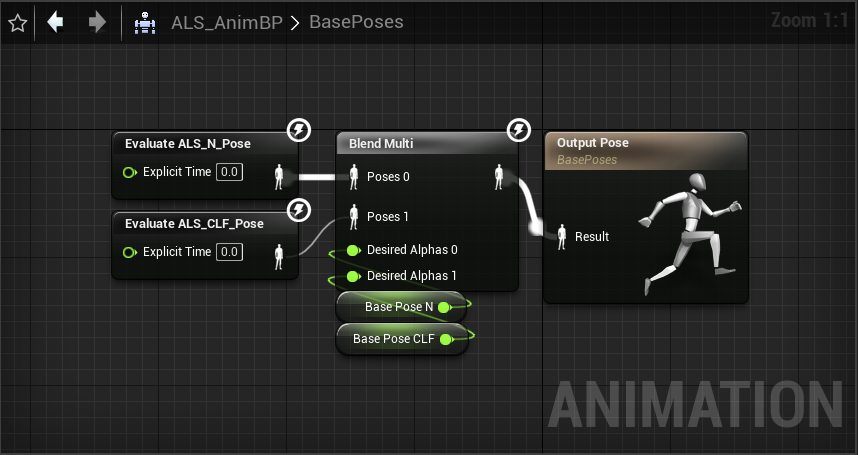 ALS_AnimBP > BasePoses
Zoom 1:1
Evaluate ALS_N_Pose
Explicit Time 0.0
Evaluate ALS_CLF_Pose
Explicit Time 0.0
Blend Multi
Poses 0
Poses 1
Desired Alphas 0
Desired Alphas 1
Base Pose N
Base Pose CLF
Output Pose
BasePoses
Result
ANIMATION